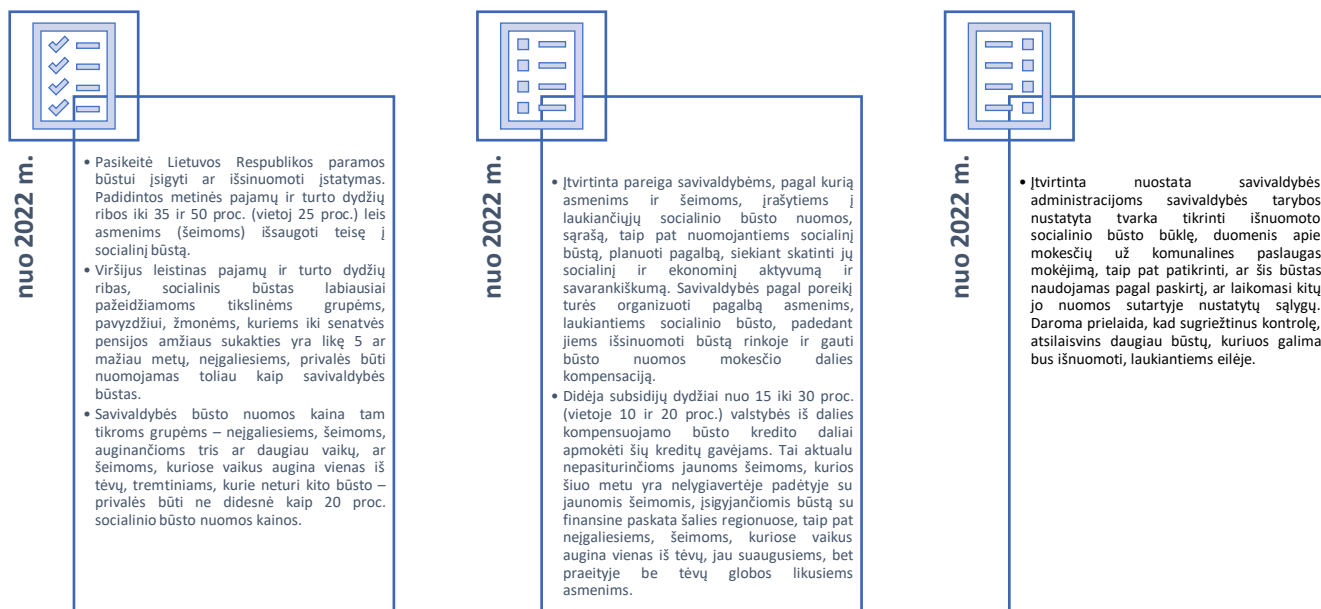 nuo 2022 m.
• Pasikeitė Lietuvos Respublikos paramos
būstui įsigyti ar išsinuomoti įstatymas.
Padidintos metinės pajamų ir turto dydžių
ribos iki 35 ir 50 proc. (vietoj 25 proc.) leis
asmenims (šeimoms) išsaugoti teisę į
socialinį būstą.
• Viršijus leistinas pajamų ir turto dydžių
ribas, socialinis būstas labiausiai
pažeidžiamoms tikslinėms grupėms,
pavyzdžiui, žmonėms, kuriems iki senatvės
pensijos amžiaus sukakties yra likę 5 ar
mažiau metų, neįgaliesiems, privalės būti
nuomojamas toliau kaip savivaldybės
būstas.
• Savivaldybės būsto nuomos kaina tam
tikroms grupėms – neįgaliesiems, šeimoms,
auginančioms tris ar daugiau vaikų, ar
šeimoms, kuriose vaikus augina vienas iš
tėvų, tremtiniams, kurie neturi kito būsto –
privalės būti ne didesnė kaip 20 proc.
socialinio būsto nuomos kainos.
nuo 2022 m.
• Įtvirtinta pareiga savivaldybėms, pagal kurią
asmenims ir šeimoms, įrašytiems į
laukiančiųjų socialinio būsto nuomos,
sąrašą, taip pat nuomojantiems socialinį
būstą, planuoti pagalbą, siekiant skatinti jų
socialinį ir ekonominį aktyvumą ir
savarankiškumą. Savivaldybės pagal poreikį
turės organizuoti pagalbą asmenims,
laukiantiems socialinio būsto, padedant
jiems išsinuomoti būstą rinkoje ir gauti
būsto nuomos mokesčio dalies
kompensaciją.
• Didėja subsidijų dydžiai nuo 15 iki 30 proc.
(vietoje 10 ir 20 proc.) valstybės iš dalies
kompensuojamo būsto kredito daliai
apmokėti šių kreditų gavėjams. Tai aktualu
nepasiturinčioms jaunoms šeimoms, kurios
šiuo metu yra nelygiavertėje padėtyje su
jaunomis šeimomis, įsigyjančiomis būstą su
finansine paskata šalies regionuose, taip pat
neįgaliesiems, šeimoms, kuriose vaikus
augina vienas iš tėvų, jau suaugusiems, bet
praeityje be tėvų globos likusiems
asmenims.
nuo 2022 m.
• Įtvirtinta nuostata savivaldybės
administracijoms savivaldybės tarybos
nustatyta tvarka tikrinti išnuomoto
socialinio būsto būklę, duomenis apie
mokesčių už komunalines paslaugas
mokėjimą, taip pat patikrinti, ar šis būstas
naudojamas pagal paskirtį, ar laikomasi kitų
jo nuomos sutartyje nustatytų sąlygų.
Daroma prielaida, kad sugriežtinus kontrolę,
atsilaisvins daugiau būstų, kuriuos galima
bus išnuomoti, laukiantiems eilėje.